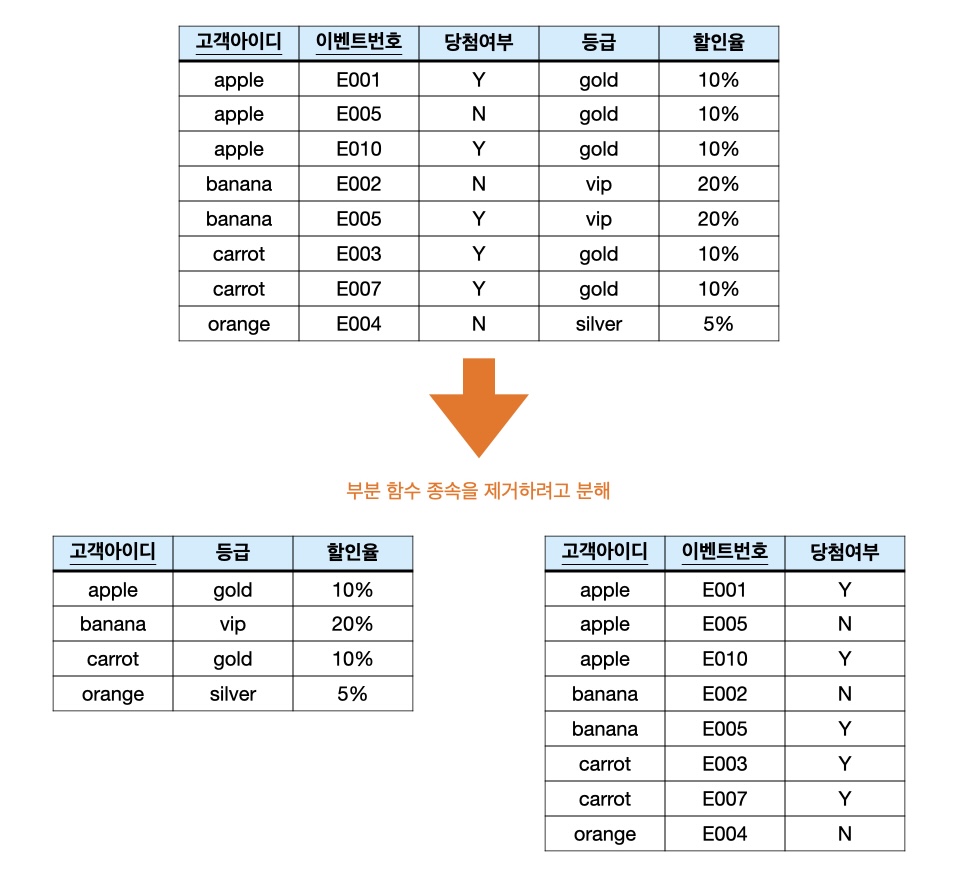 고객아이디 이벤트번호 당첨여부 등급 할인율
apple E001 Y gold 10%
apple E005 N gold 10%
apple E010 Y gold 10%
banana E002 N vip 20%
banana E005 Y vip 20%
carrot E003 Y gold 10%
carrot E007 Y gold 10%
orange E004 N silver 5%
부분 함수 종속을 제거하려고 분해
고객아이디 등급 할인율
apple gold 10%
banana vip 20%
carrot gold 10%
orange silver 5%
고객아이디 이벤트번호 당첨여부
apple E001 Y
apple E005 N
apple E010 Y
banana E002 N
banana E005 Y
carrot E003 Y
carrot E007 Y
orange E004 N